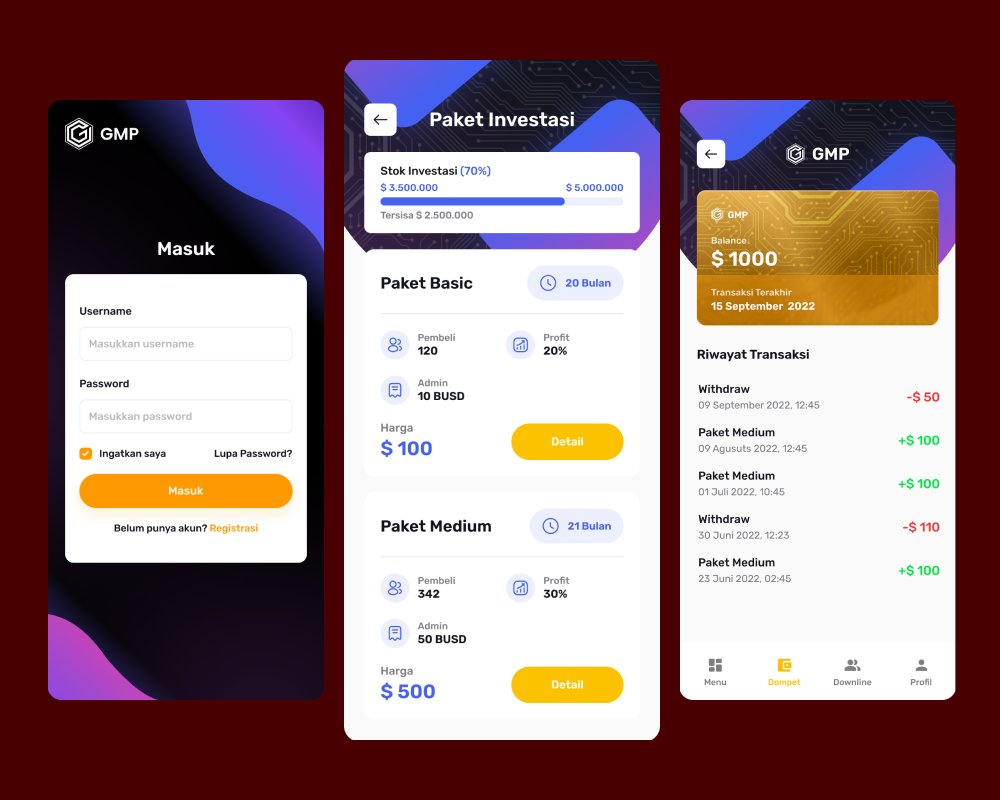 GMP
Masuk
Username
Masukkan username
Password
Masukkan password
Ingatkan saya
Lupa Password?
Masuk
Belum punya akun? Registrasi
Paket Investasi
Stok Investasi (70%)
$ 3.500.000
$ 5.000.000
Tersisa $ 2.500.000
Paket Basic
20 Bulan
Pembeli
120
Profit
20%
Admin
10 BUSD
Harga
$ 100
Detail
Paket Medium
21 Bulan
Pembeli
342
Profit
30%
Admin
50 BUSD
Harga
$ 500
Detail
GMP
GMP
Balance
$ 1000
Transaksi Terakhir
15 September 2022
Riwayat Transaksi
Withdraw
09 September 2022, 12:45
-$ 50
Paket Medium
09 Agusuts 2022, 12:45
+$ 100
Paket Medium
01 Juli 2022, 10:45
+$ 100
Withdraw
30 Juni 2022, 12:23
-$ 110
Paket Medium
23 Juni 2022, 02:45
+$ 100
Menu
Dompet
Downline
Profil